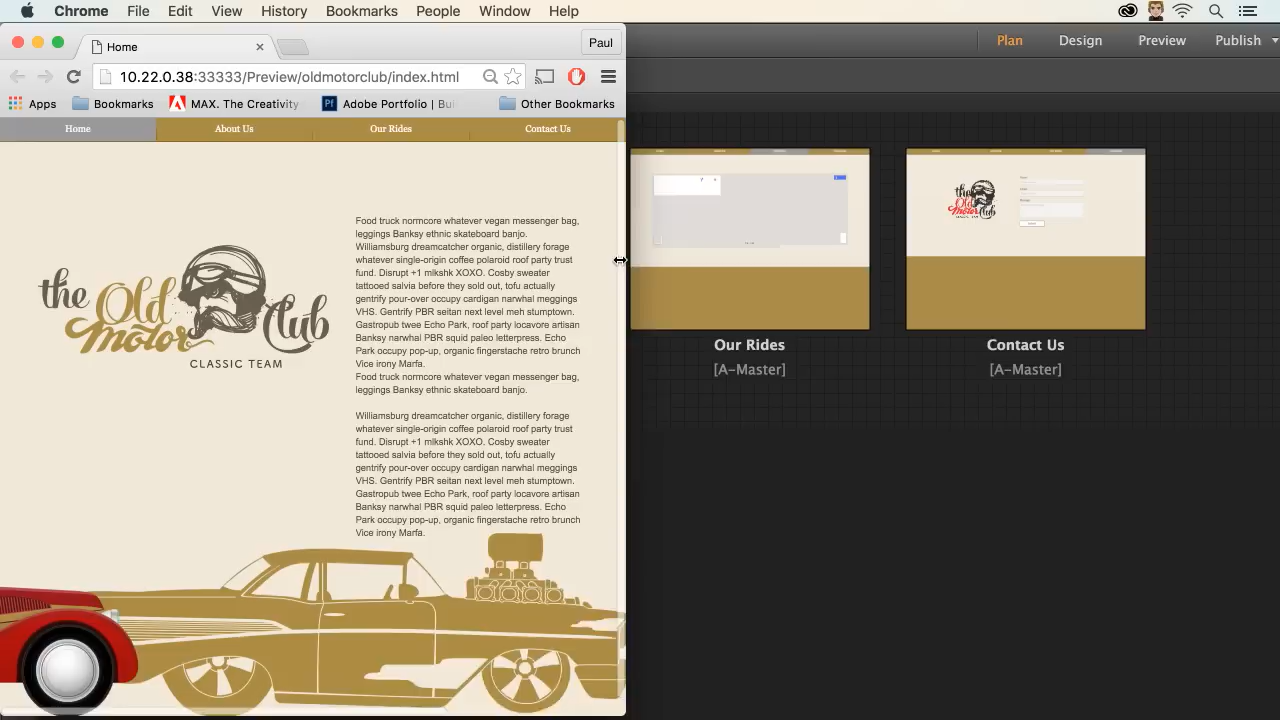 Chrome File Edit View History Bookmarks People Window Help
Home
Paul
10.22.0.38:33333/Preview/oldmotorclub/index.html
Apps Bookmarks MAX. The Creativity Adobe Portfolio | Bui Other Bookmarks
Home About Us Our Rides Contact Us
the Old Motor Club
CLASSIC TEAM
Food truck normcore whatever vegan messenger bag,
leggings Banksy ethnic skateboard banjo.
Williamsburg dreamcatcher organic, distillery forage
whatever single-origin coffee polaroid roof party trust
fund. Disrupt +1 mlkshk XOXO. Cosby sweater
tattooed salvia before they sold out, tofu actually
gentrify pour-over occupy cardigan narwhal meggings
VHS. Gentrify PBR seitan next level meh stumptown.
Gastropub twee Echo Park, roof party locavore artisan
Banksy narwhal PBR squid paleo letterpress. Echo
Park occupy pop-up, organic fingerstache retro brunch
Vice irony Marfa.
Food truck normcore whatever vegan messenger bag,
leggings Banksy ethnic skateboard banjo.
Williamsburg dreamcatcher organic, distillery forage
whatever single-origin coffee polaroid roof party trust
fund. Disrupt +1 mlkshk XOXO. Cosby sweater
tattooed salvia before they sold out, tofu actually
gentrify pour-over occupy cardigan narwhal meggings
VHS. Gentrify PBR seitan next level meh stumptown.
Gastropub twee Echo Park, roof party locavore artisan
Banksy narwhal PBR squid paleo letterpress. Echo
Park occupy pop-up, organic fingerstache retro brunch
Vice irony Marfa.
Plan Design Preview Publish
the Old Motor Club
Our Rides
[A-Master]
Contact Us
[A-Master]